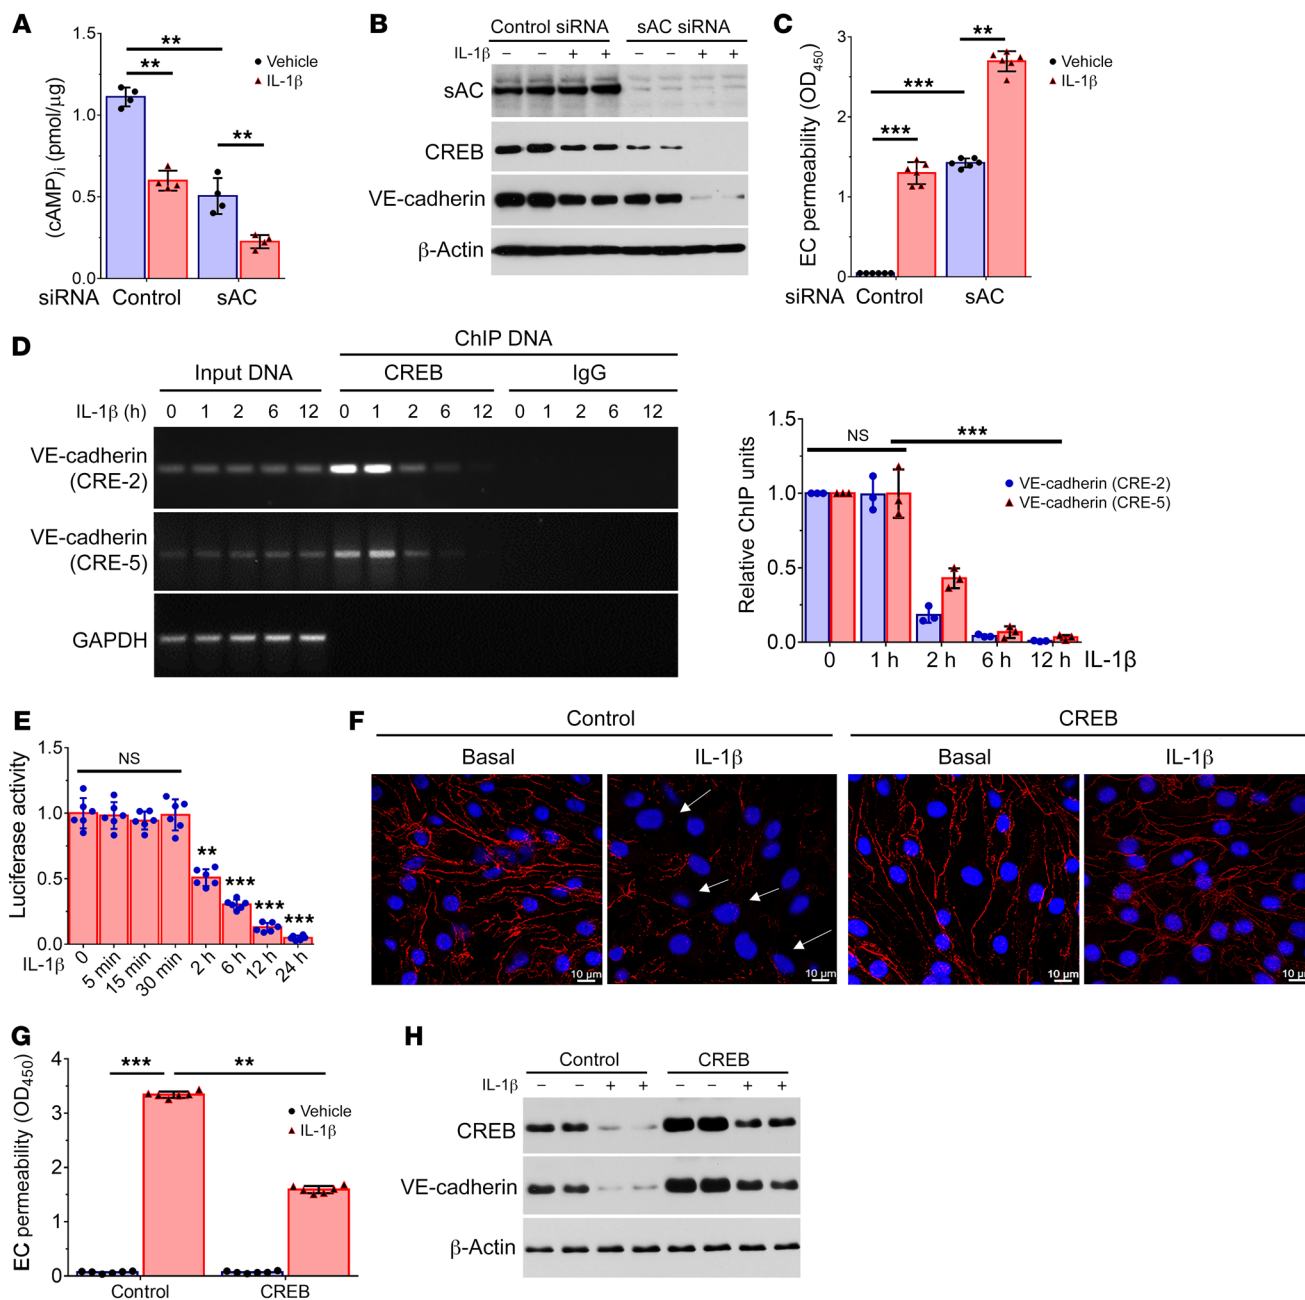 A
(cAMP)i (pmol/μg)
1.5
1.0
0.5
0.0
**
**
**
Vehicle
IL-1β
siRNA Control sAC
B
Control siRNA sAC siRNA
IL-1β – – + + – – + +
sAC
CREB
VE-cadherin
β-Actin
C
EC permeability (OD450)
3
2
1
0
**
***
***
Vehicle
IL-1β
siRNA Control sAC
D
ChIP DNA
Input DNA CREB IgG
IL-1β (h) 0 1 2 6 12 0 1 2 6 12 0 1 2 6 12
VE-cadherin
(CRE-2)
VE-cadherin
(CRE-5)
GAPDH
Relative ChIP units
1.5
1.0
0.5
0.0
NS
***
VE-cadherin (CRE-2)
VE-cadherin (CRE-5)
0 1 h 2 h 6 h 12 h IL-1β
E
Luciferase activity
1.5
1.0
0.5
0.0
NS
**
***
***
***
IL-1β 0 5 min 15 min 30 min 2 h 6 h 12 h 24 h
F
Control CREB
Basal IL-1β Basal IL-1β
10 μm 10 μm 10 μm 10 μm
G
EC permeability (OD450)
4
3
2
1
0
*** **
Vehicle
IL-1β
Control CREB
H
Control CREB
IL-1β – – + + – – + +
CREB
VE-cadherin
β-Actin